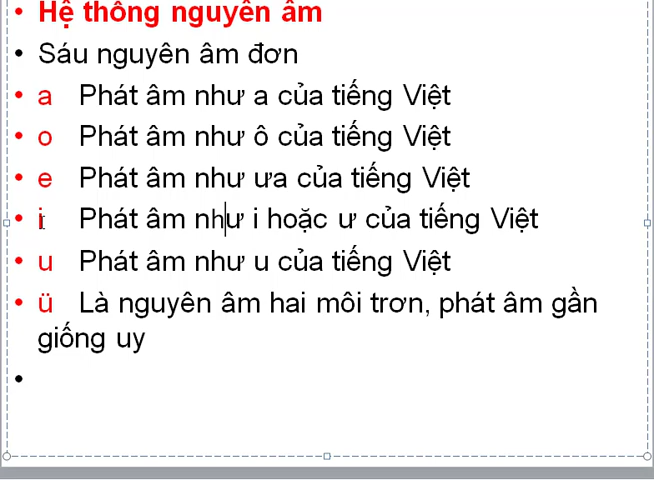 Hệ thống nguyên âm
Sáu nguyên âm đơn
a Phát âm như a của tiếng Việt
o Phát âm như ô của tiếng Việt
e Phát âm như ưa của tiếng Việt
i Phát âm như i hoặc ư của tiếng Việt
u Phát âm như u của tiếng Việt
ü Là nguyên âm hai môi trơn, phát âm gần
giống uy